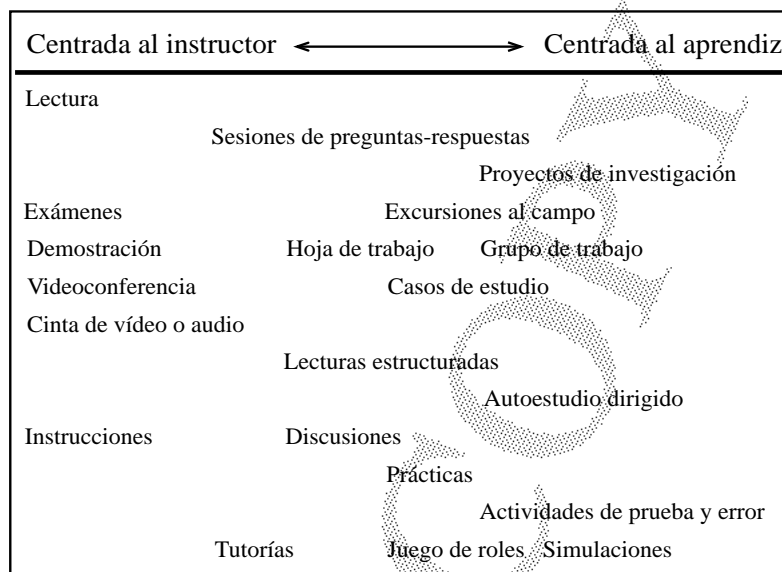 Centrada al instructor Centrada al aprendiz
Lectura
Sesiones de preguntas-respuestas
Proyectos de investigación
Exámenes Excursiones al campo
Demostración Hoja de trabajo Grupo de trabajo
Videoconferencia Casos de estudio
Cinta de vídeo o audio
Lecturas estructuradas
Autoestudio dirigido
Instrucciones Discusiones
Prácticas
Actividades de prueba y error
Tutorías Juego de roles Simulaciones
COPY